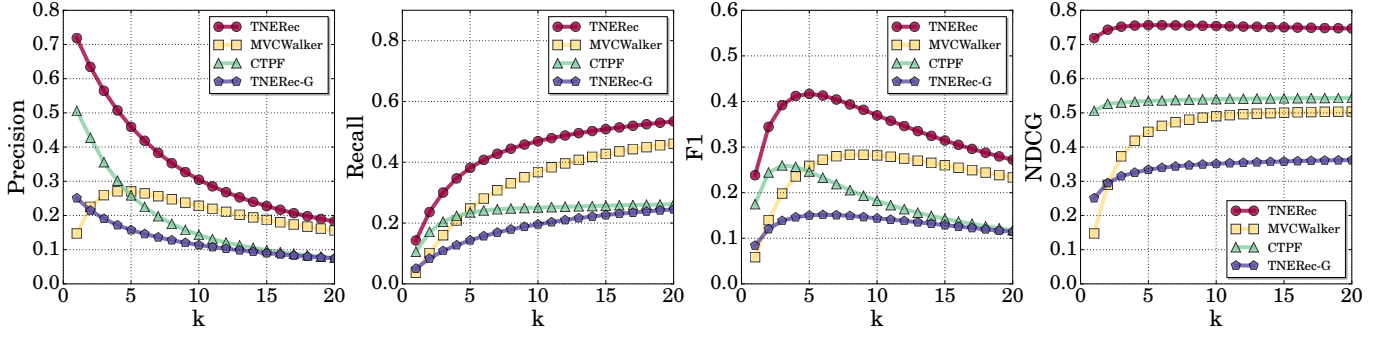 Precision
0.8
0.7
0.6
0.5
0.4
0.3
0.2
0.1
0.0
0
5
10
15
20
k
TNERec
MVCWalker
CTPF
TNERec-G
Recall
0.8
0.6
0.4
0.2
0.0
0
5
10
15
20
k
TNERec
MVCWalker
CTPF
TNERec-G
F1
0.6
0.5
0.4
0.3
0.2
0.1
0.0
0
5
10
15
20
k
TNERec
MVCWalker
CTPF
TNERec-G
NDCG
0.8
0.7
0.6
0.5
0.4
0.3
0.2
0.1
0.0
0
5
10
15
20
k
TNERec
MVCWalker
CTPF
TNERec-G